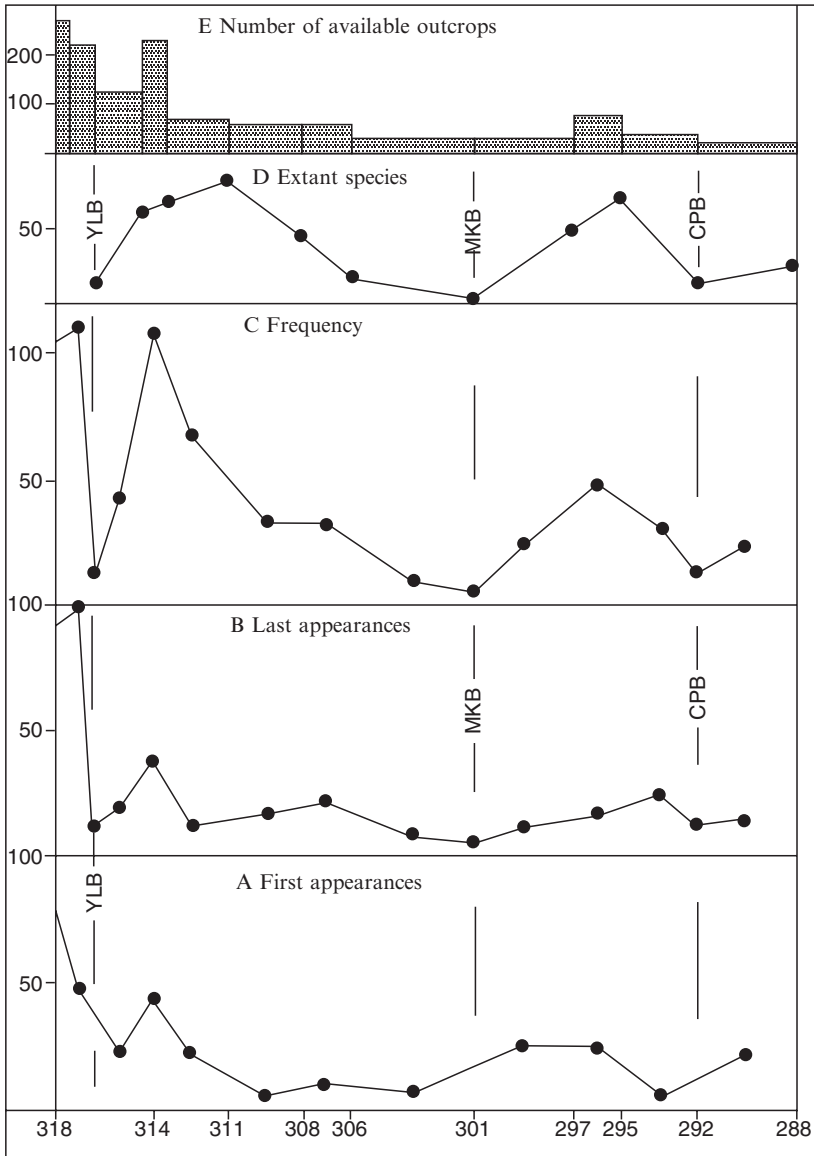 E Number of available outcrops
200
100
D Extant species
YLB
MKB
CPB
50
C Frequency
100
50
100
B Last appearances
MKB
CPB
50
100
A First appearances
YLB
50
318 314 311 308 306 301 297 295 292 288